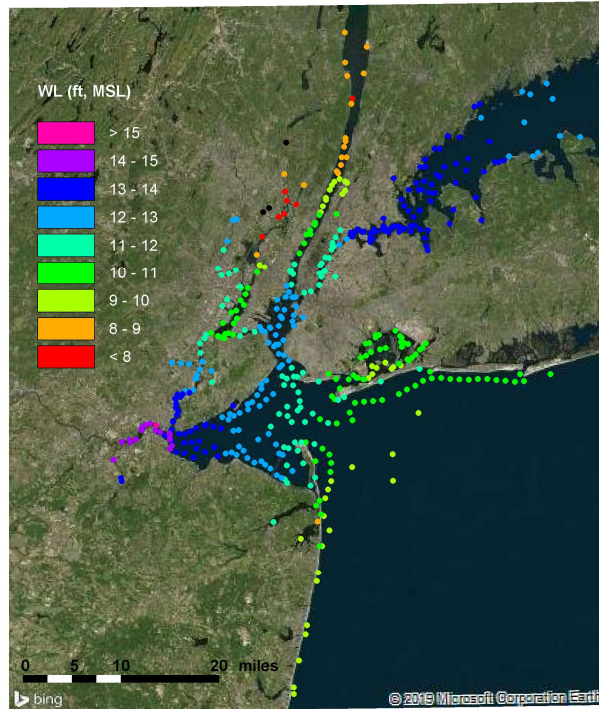 WL (ft, MSL)
> 15
14 - 15
13 - 14
12 - 13
11 - 12
10 - 11
9 - 10
8 - 9
< 8
0 5 10 20 miles
bing
© 2015 Microsoft Corporation Earth